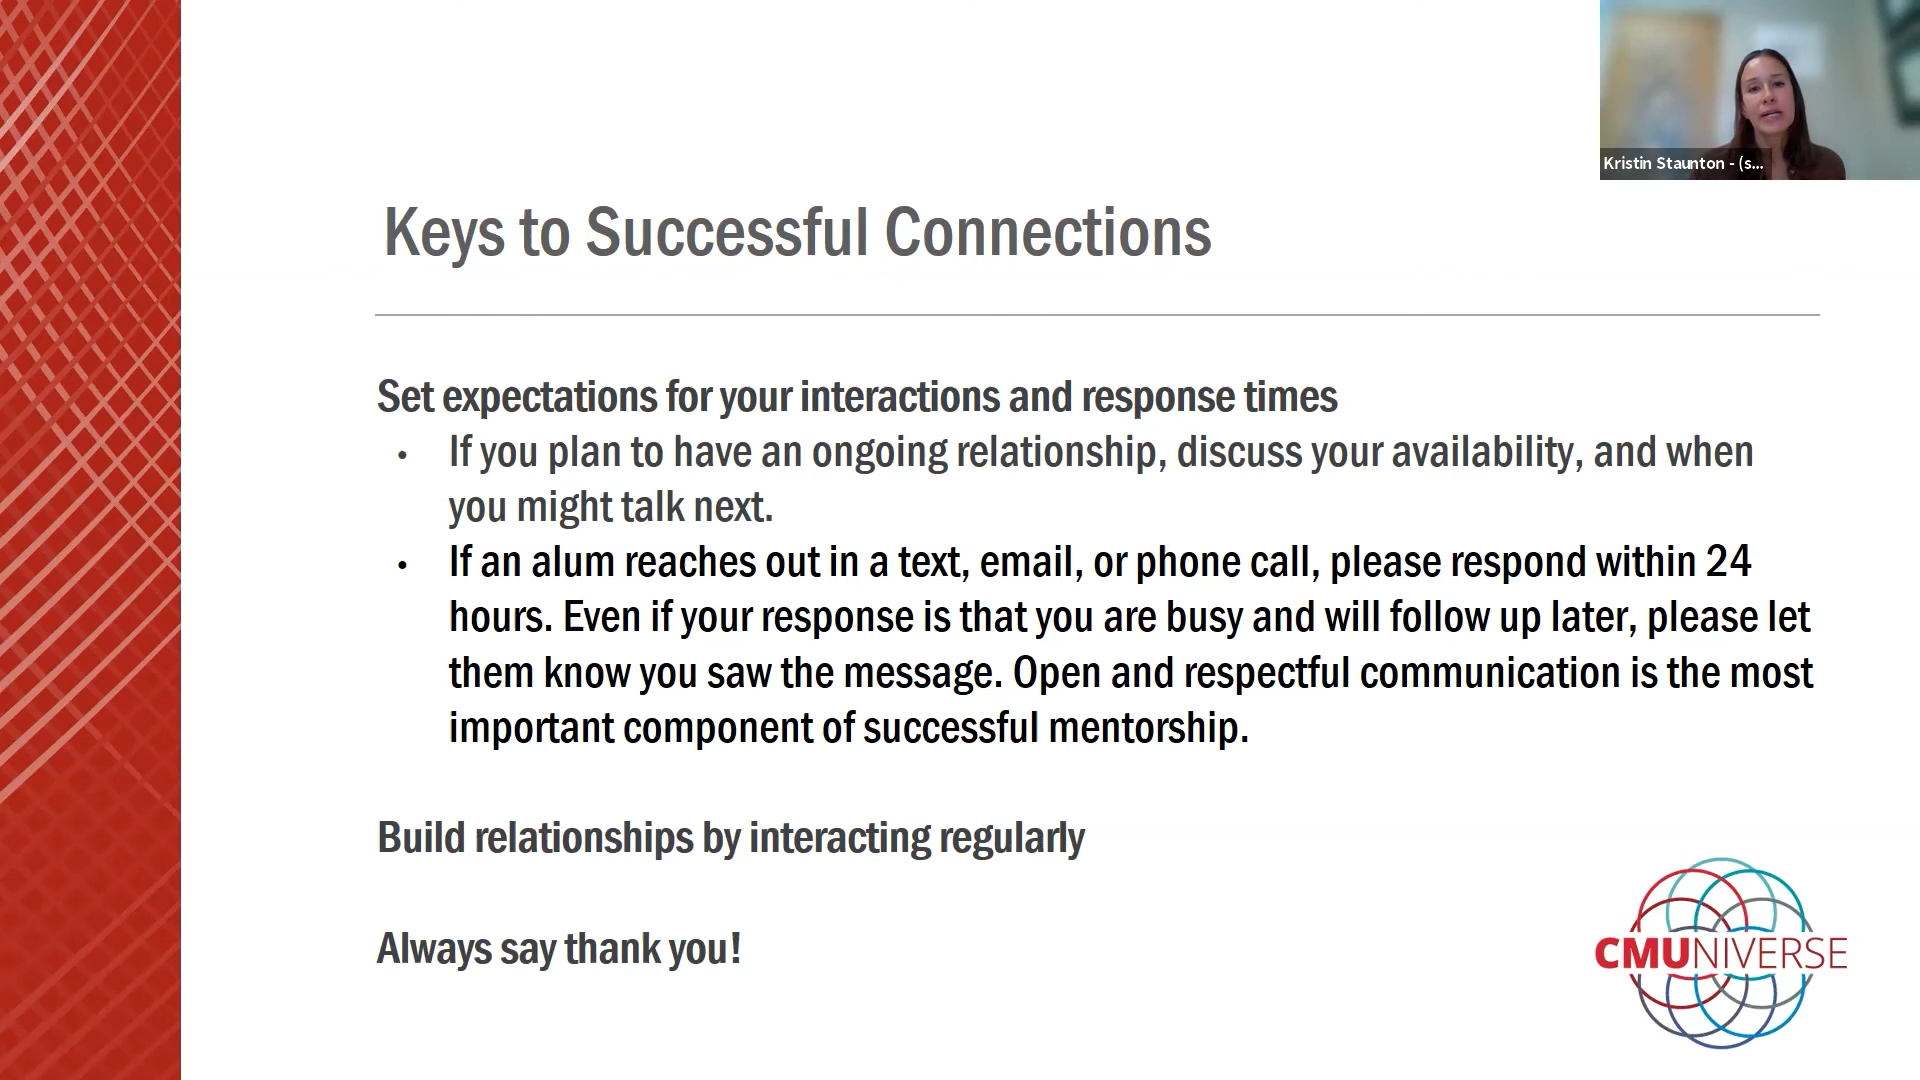 Kristin Staunton - (s...
Keys to Successful Connections
Set expectations for your interactions and response times
• If you plan to have an ongoing relationship, discuss your availability, and when
you might talk next.
• If an alum reaches out in a text, email, or phone call, please respond within 24
hours. Even if your response is that you are busy and will follow up later, please let
them know you saw the message. Open and respectful communication is the most
important component of successful mentorship.
Build relationships by interacting regularly
Always say thank you!
CMUNIVERSE